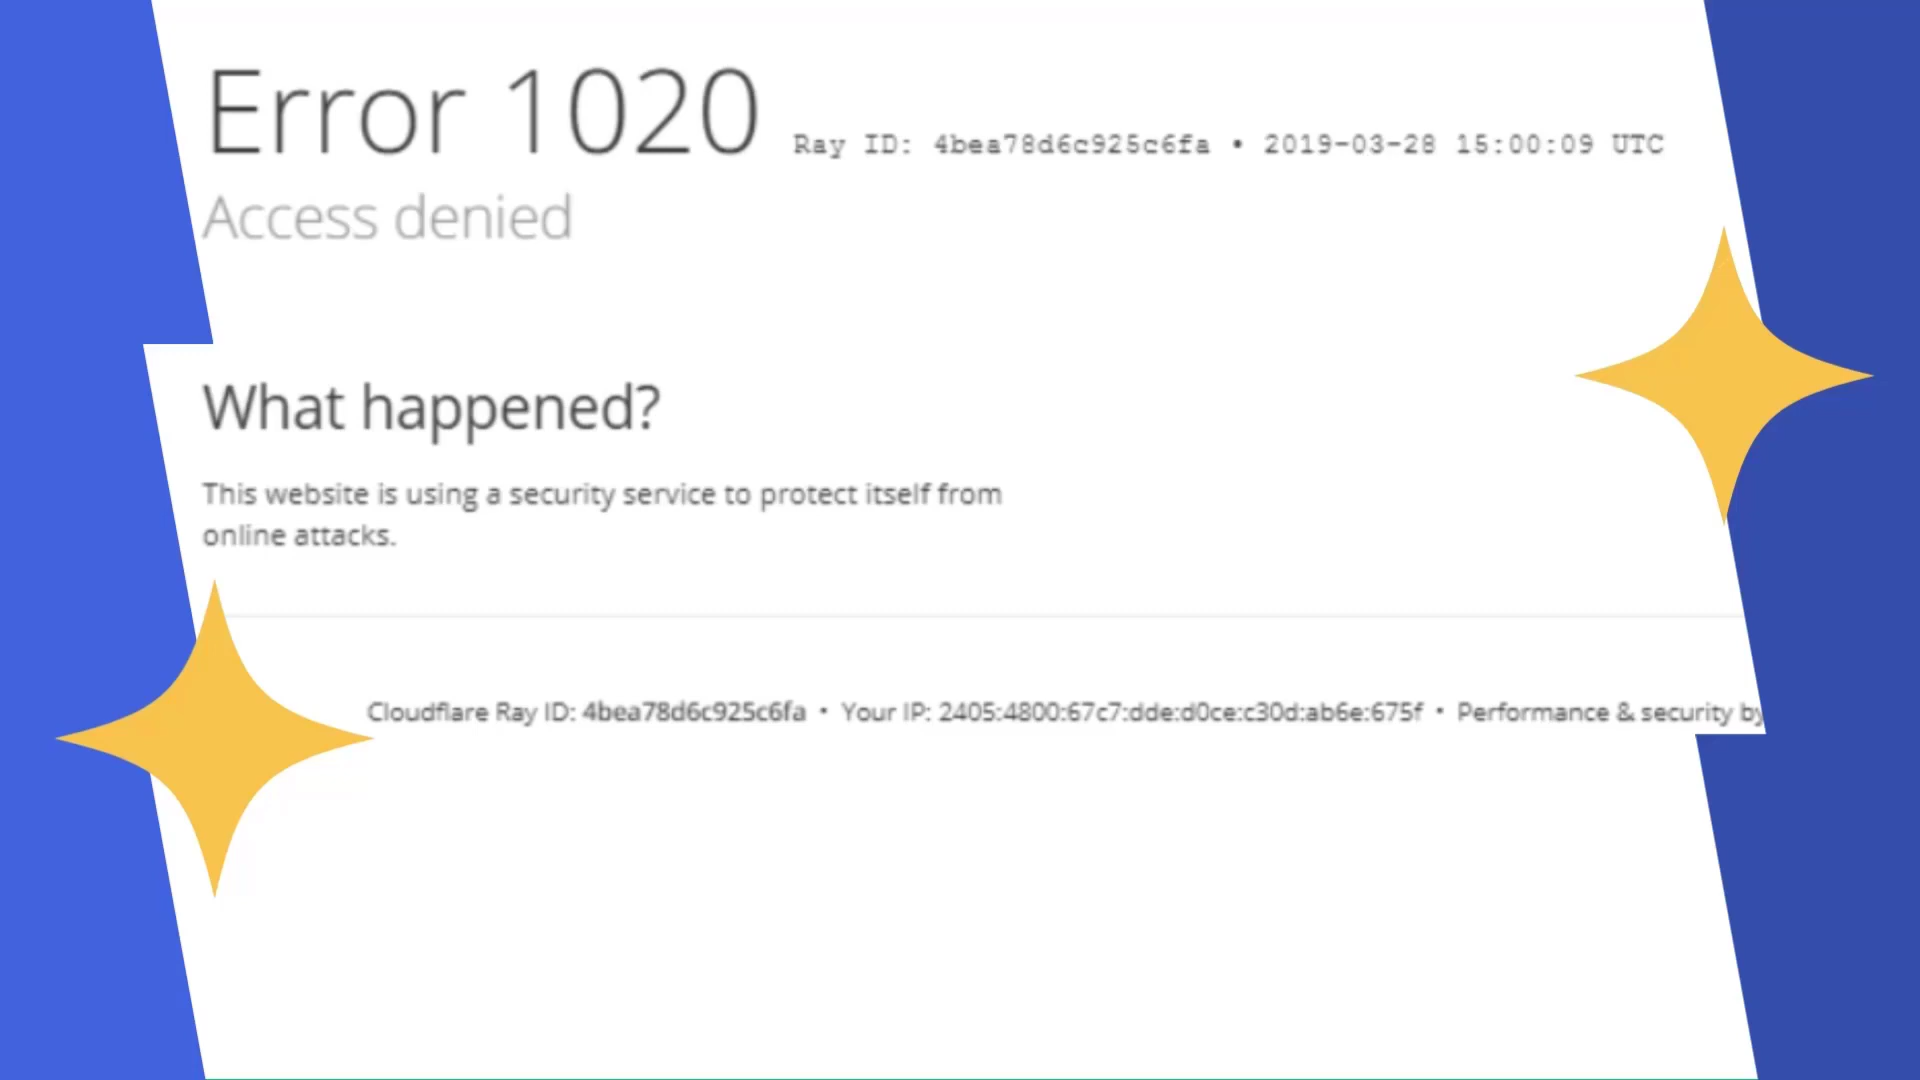 Error 1020 Ray ID: 4bea78d6c925c6fa • 2019-03-28 15:00:09 UTC
Access denied
What happened?
This website is using a security service to protect itself from
online attacks.
Cloudflare Ray ID: 4bea78d6c925c6fa • Your IP: 2405:4800:67c7:dde:d0ce:c30d:ab6e:675f • Performance & security by